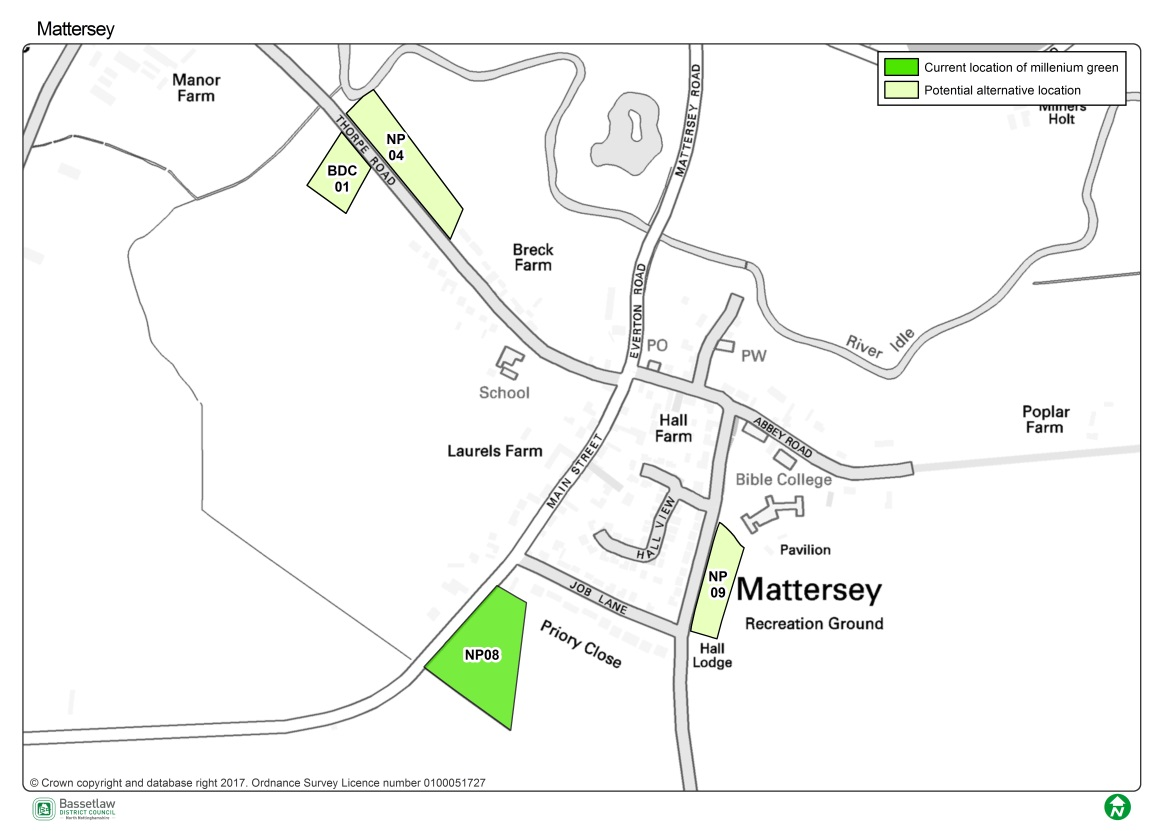 Mattersey
Current location of millenium green
Potential alternative location
Manor
Farm
Milners
Holt
MATTERSEY ROAD
THORPE ROAD
NP
04
BDC
01
Breck
Farm
EVERTON ROAD
River Idle
PO
PW
School
Hall
Farm
Poplar
Farm
ABBEY ROAD
Laurels Farm
MAIN STREET
Bible College
HALL VIEW
Pavilion
NP
09
Mattersey
JOB LANE
Recreation Ground
Priory Close
NP08
Hall
Lodge
© Crown copyright and database right 2017. Ordnance Survey Licence number 0100051727
Bassetlaw
DISTRICT COUNCIL
North Nottinghamshire
N